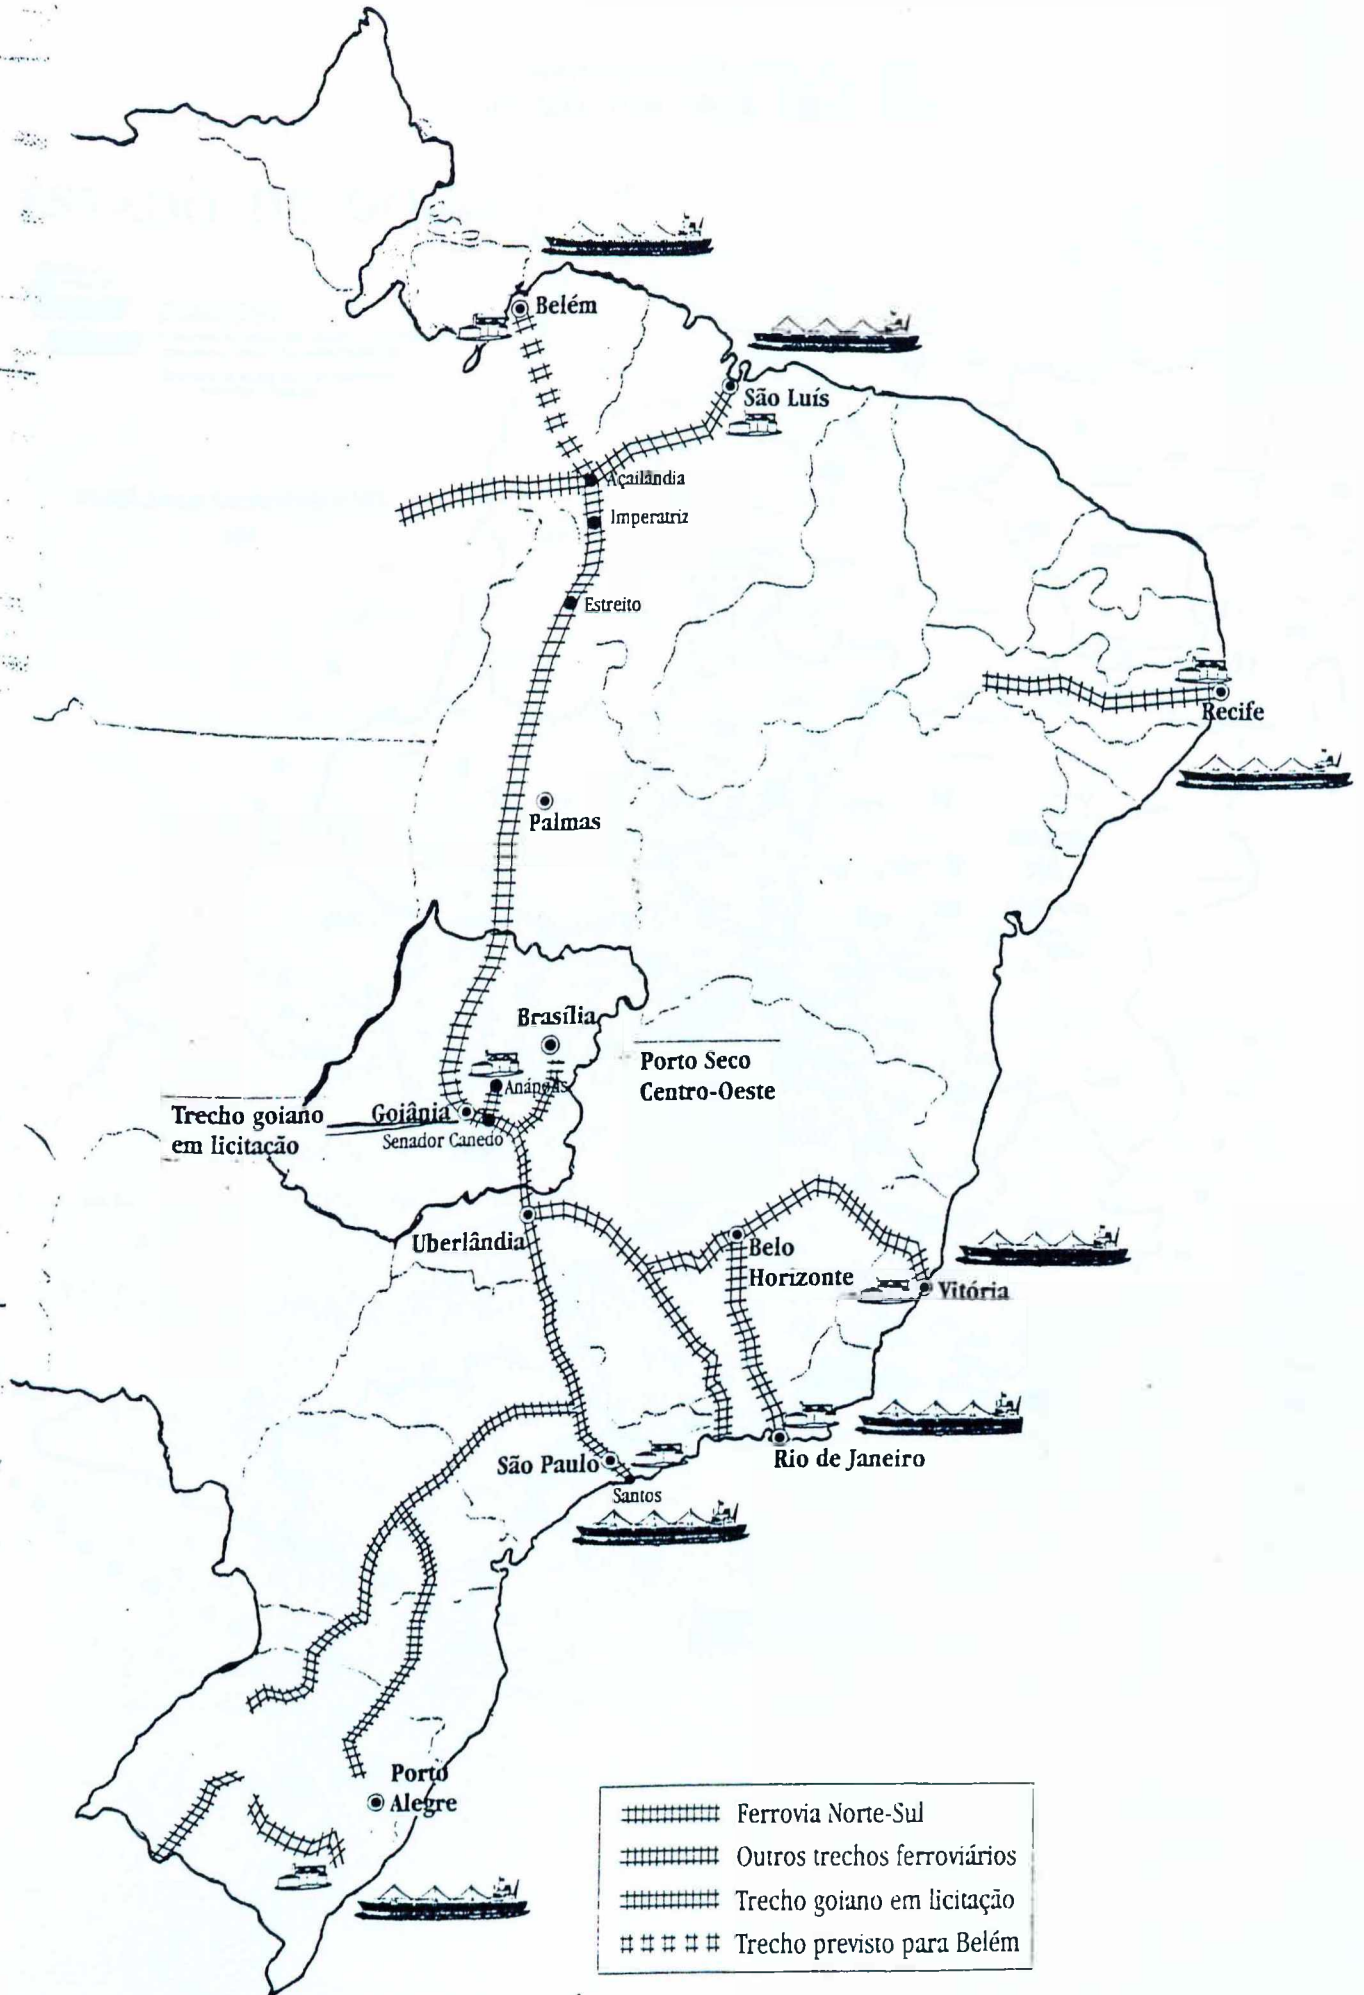 Belém
São Luís
Açailândia
Imperatriz
Estreito
Recife
Palmas
Brasília
Porto Seco
Centro-Oeste
Anápolis
Trecho goiano
em licitação
Goiânia
Senador Canedo
Uberlândia
Belo
Horizonte
Vitória
São Paulo
Rio de Janeiro
Santos
Porto
Alegre
Ferrovia Norte-Sul
Outros trechos ferroviários
Trecho goiano em licitação
Trecho previsto para Belém